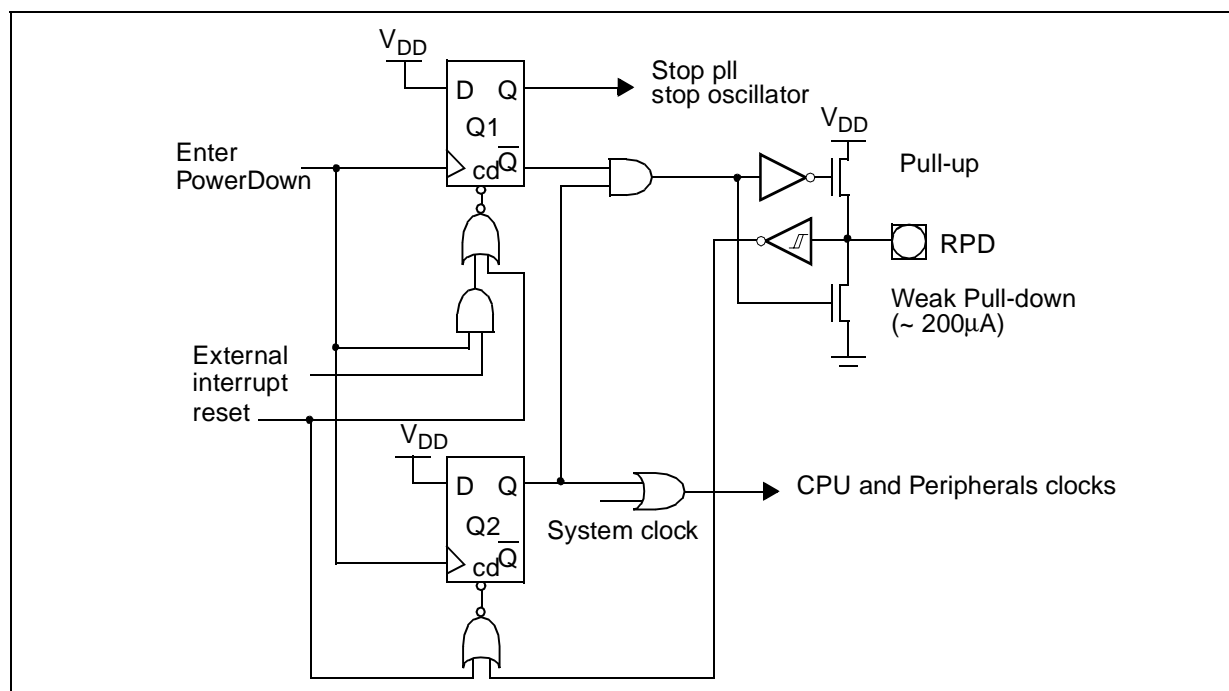 VDD
D Q
Q1
cd Q
Stop pll
stop oscillator
VDD
Pull-up
Enter
PowerDown
RPD
Weak Pull-down
(~ 200µA)
External
interrupt
reset
VDD
D Q
Q2
cd Q
System clock
CPU and Peripherals clocks